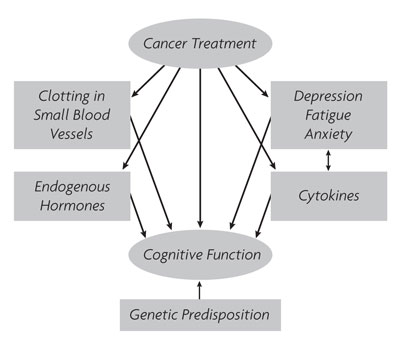 Cancer Treatment
Clotting in
Small Blood
Vessels
Depression
Fatigue
Anxiety
Endogenous
Hormones
Cytokines
Cognitive Function
Genetic Predisposition